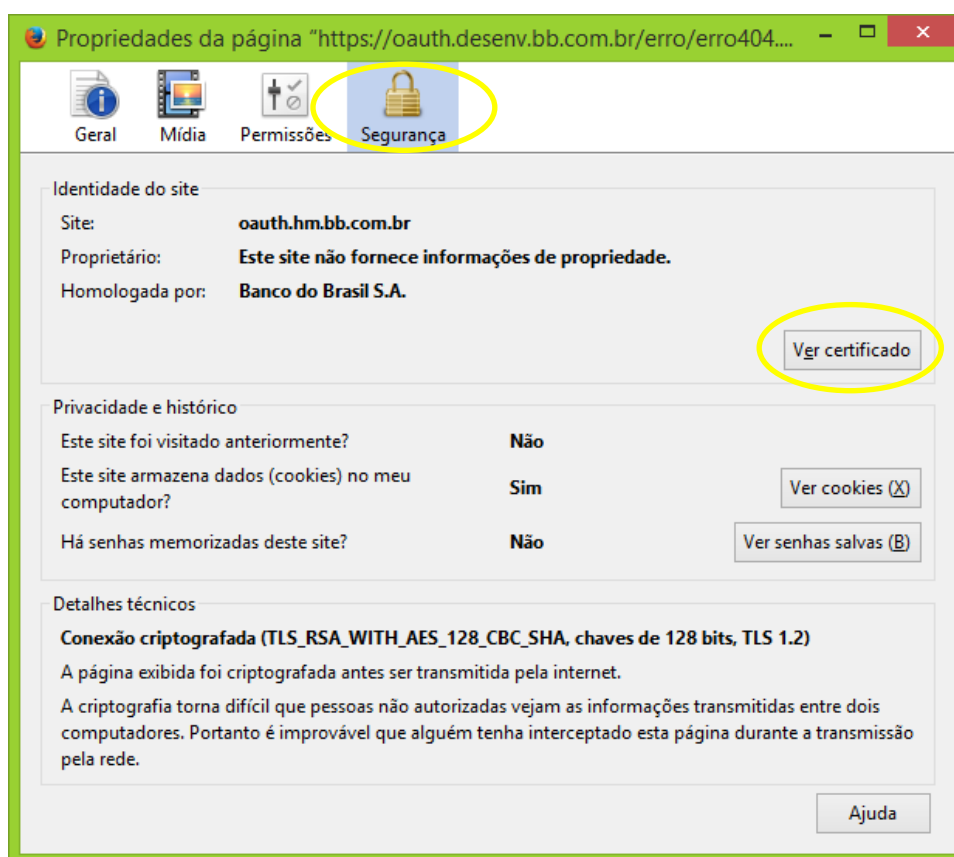 Propriedades da página "https://oauth.desenv.bb.com.br/erro/erro404....
Geral Mídia Permissões Segurança
Identidade do site
Site: oauth.hm.bb.com.br
Proprietário: Este site não fornece informações de propriedade.
Homologada por: Banco do Brasil S.A.
Ver certificado
Privacidade e histórico
Este site foi visitado anteriormente? Não
Este site armazena dados (cookies) no meu
computador? Sim Ver cookies (X)
Há senhas memorizadas deste site? Não Ver senhas salvas (B)
Detalhes técnicos
Conexão criptografada (TLS_RSA_WITH_AES_128_CBC_SHA, chaves de 128 bits, TLS 1.2)
A página exibida foi criptografada antes ser transmitida pela internet.
A criptografia torna difícil que pessoas não autorizadas vejam as informações transmitidas entre dois
computadores. Portanto é improvável que alguém tenha interceptado esta página durante a transmissão
pela rede.
Ajuda